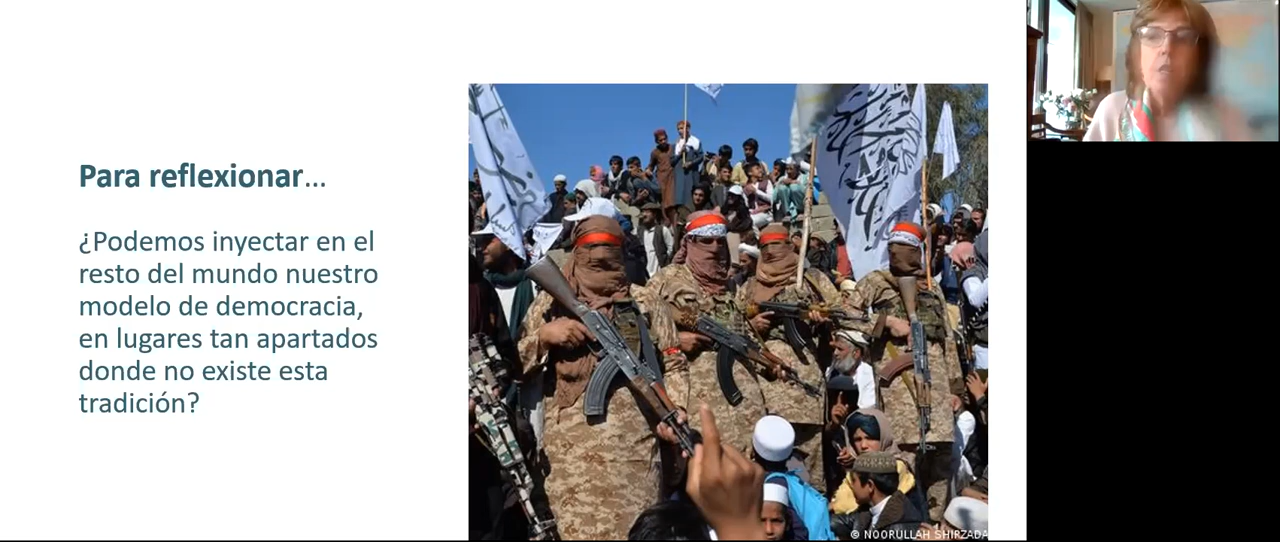 Para reflexionar...
¿Podemos inyectar en el
resto del mundo nuestro
modelo de democracia,
en lugares tan apartados
donde no existe esta
tradición?
© NOORULLAH SHIRZADA